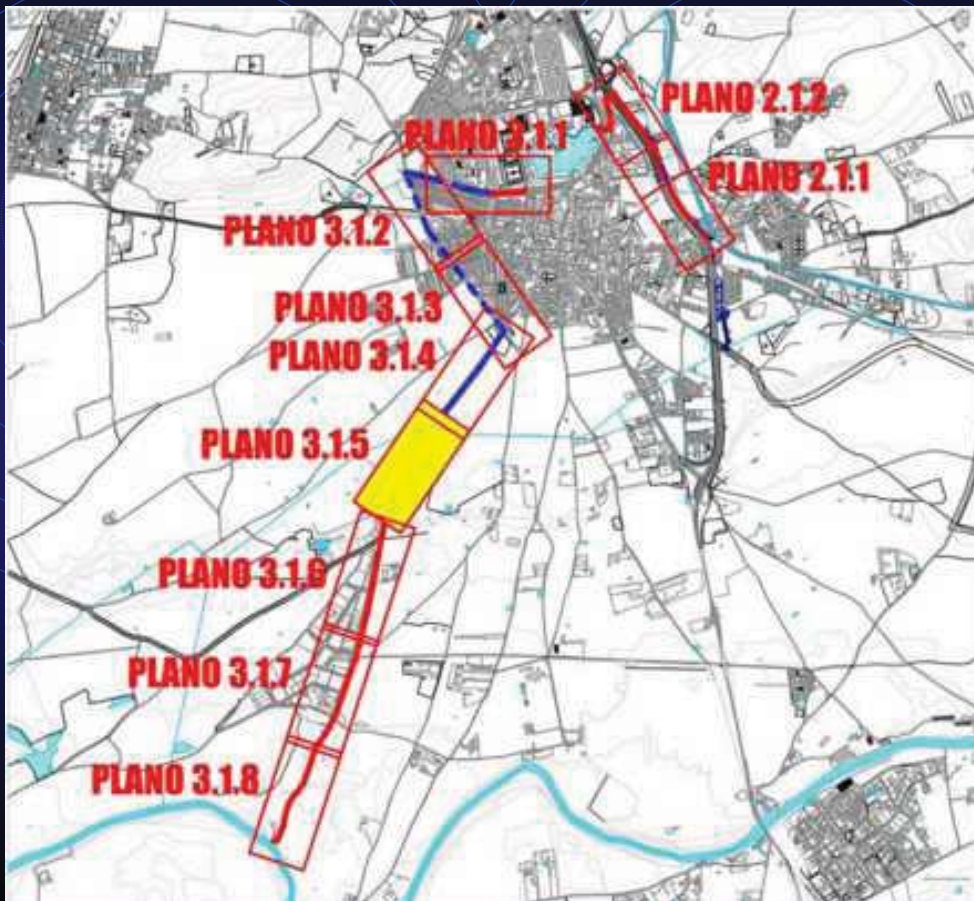 PLANO 2.1.2
PLANO 3.1.1
PLANO 2.1.1
PLANO 3.1.2
PLANO 3.1.3
PLANO 3.1.4
PLANO 3.1.5
PLANO 3.1.6
PLANO 3.1.7
PLANO 3.1.8